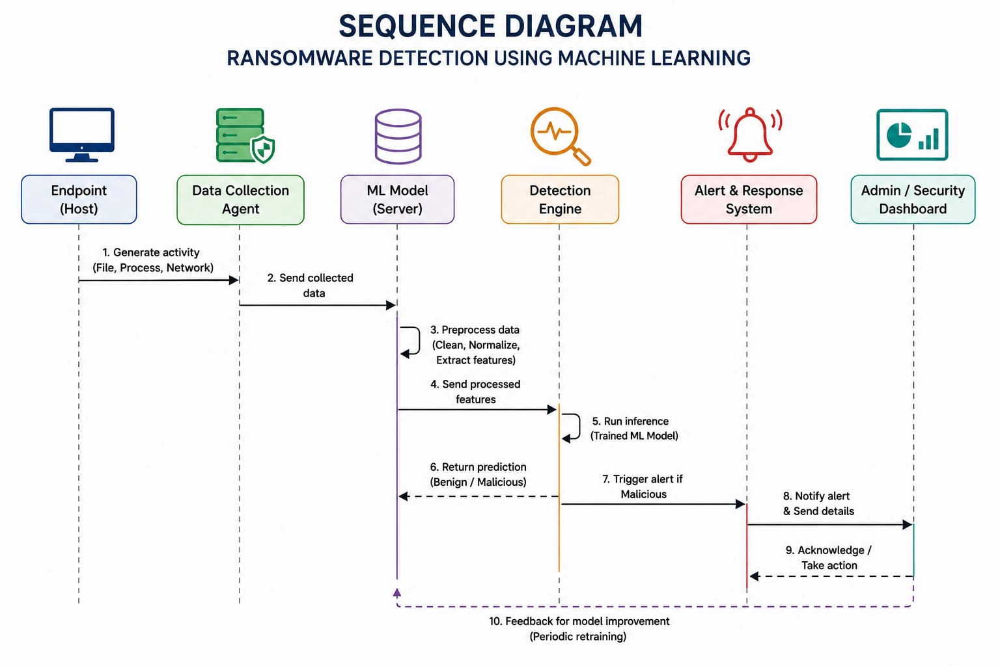 SEQUENCE DIAGRAM
RANSOMWARE DETECTION USING MACHINE LEARNING
Endpoint
(Host)
Data Collection
Agent
ML Model
(Server)
Detection
Engine
Alert & Response
System
Admin / Security
Dashboard
1. Generate activity
(File, Process, Network)
2. Send collected
data
3. Preprocess data
(Clean, Normalize,
Extract features)
4. Send processed
features
5. Run inference
(Trained ML Model)
6. Return prediction
(Benign / Malicious)
7. Trigger alert if
Malicious
8. Notify alert
& Send details
9. Acknowledge /
Take action
10. Feedback for model improvement
(Periodic retraining)